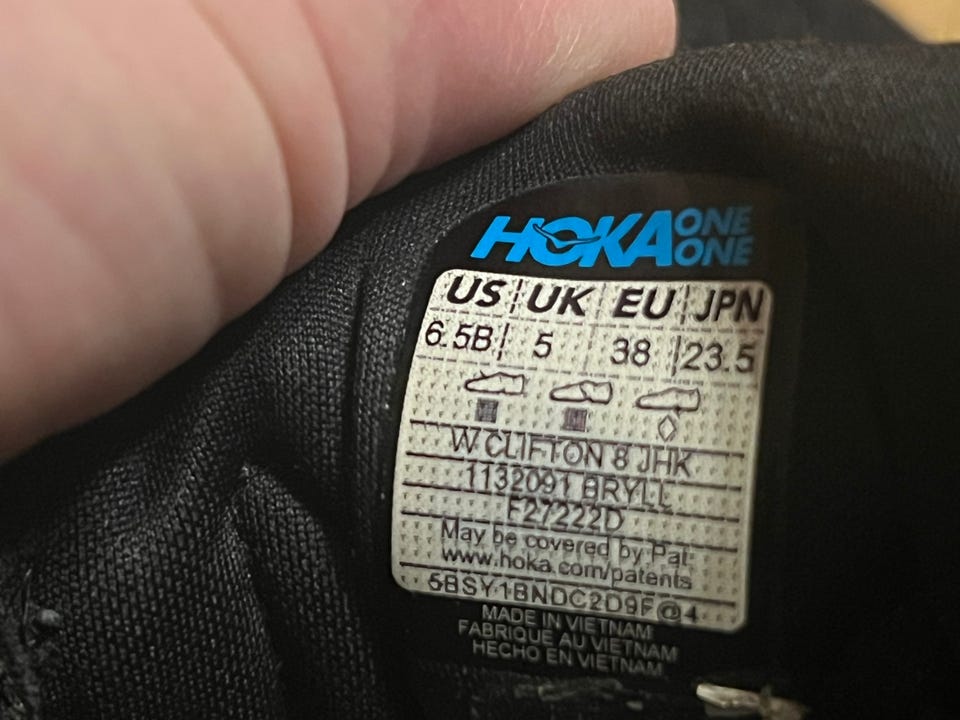 HOKA ONE ONE
US UK EU JPN
6.5B 5 38 23.5
W CLIFTON 8 JHK
1132091 BRYLL
F27222D
May be covered by Pat:
www.hoka.com/patents
5BSY1BNDC2D9F@4
MADE IN VIETNAM
FABRIQUE AU VIETNAM
HECHO EN VIETNAM